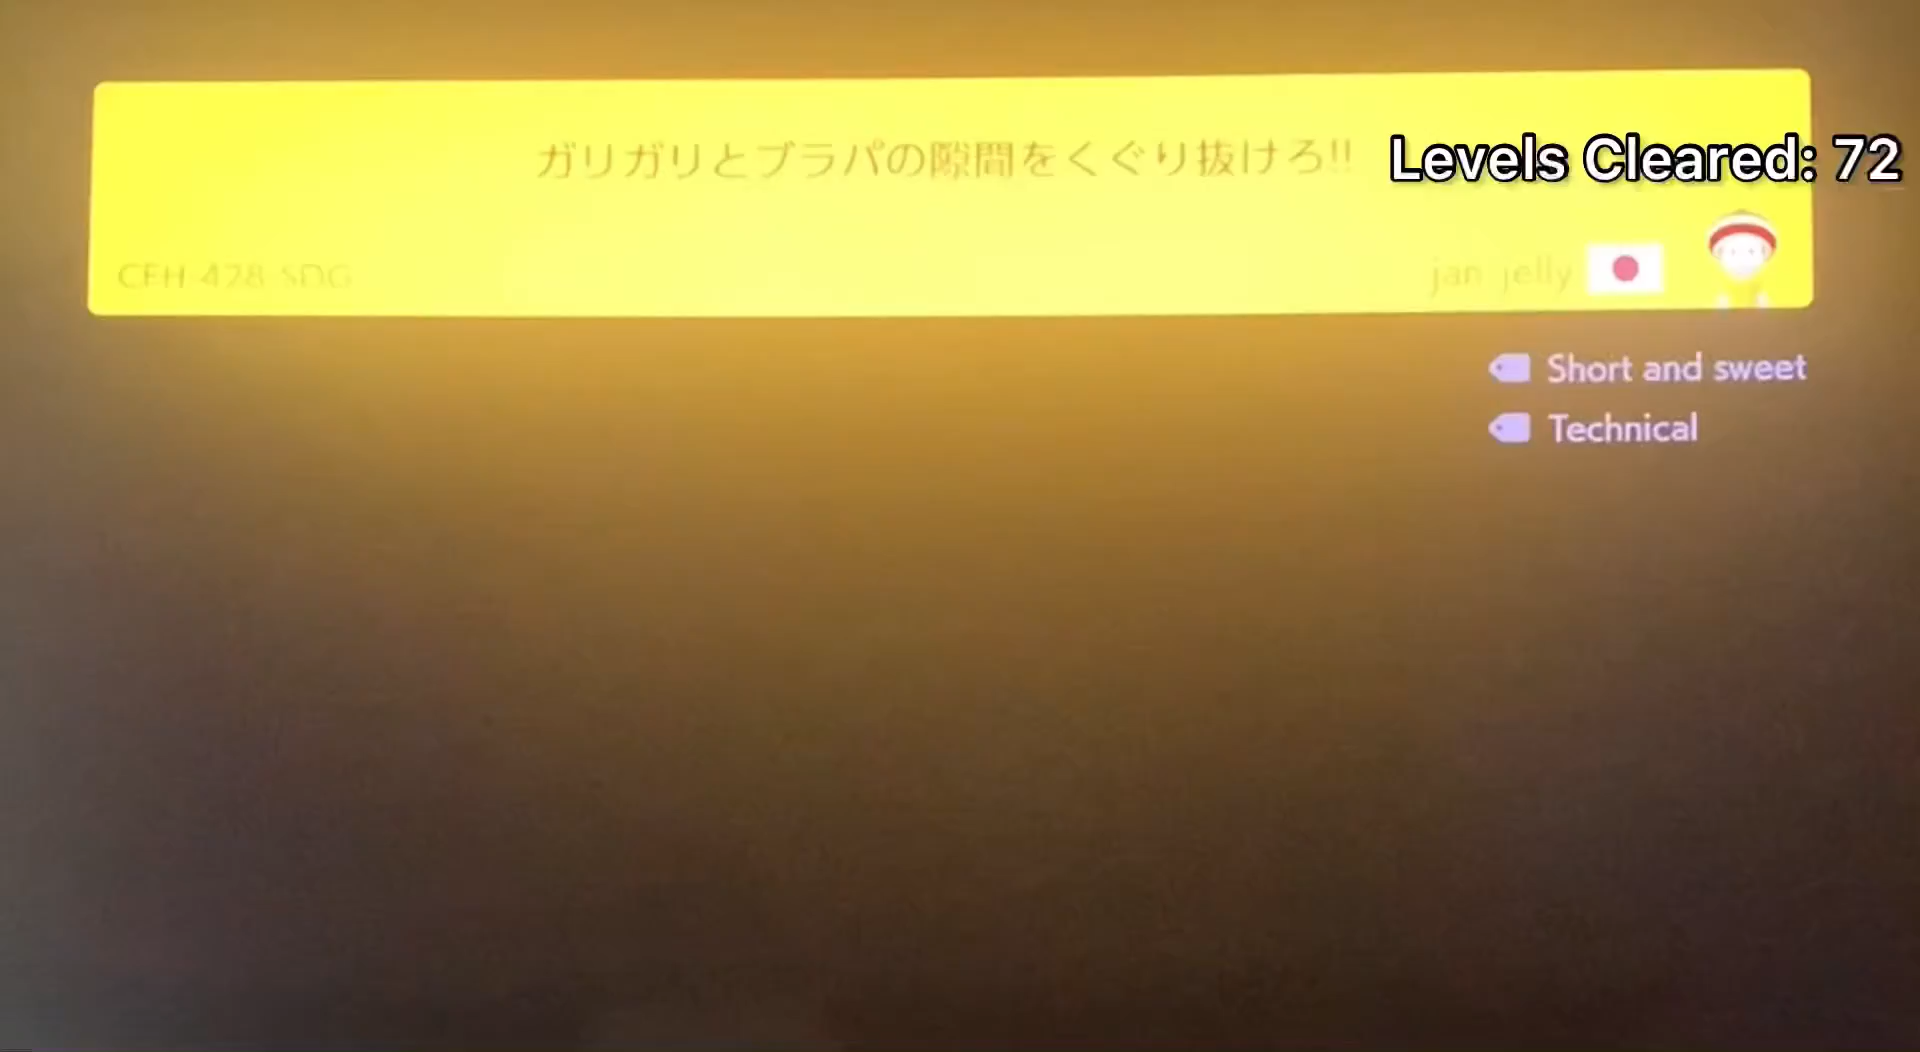 ガリガリとブラパの隙間をくぐり抜けろ!!
Levels Cleared: 72
jan jelly
Short and sweet
Technical